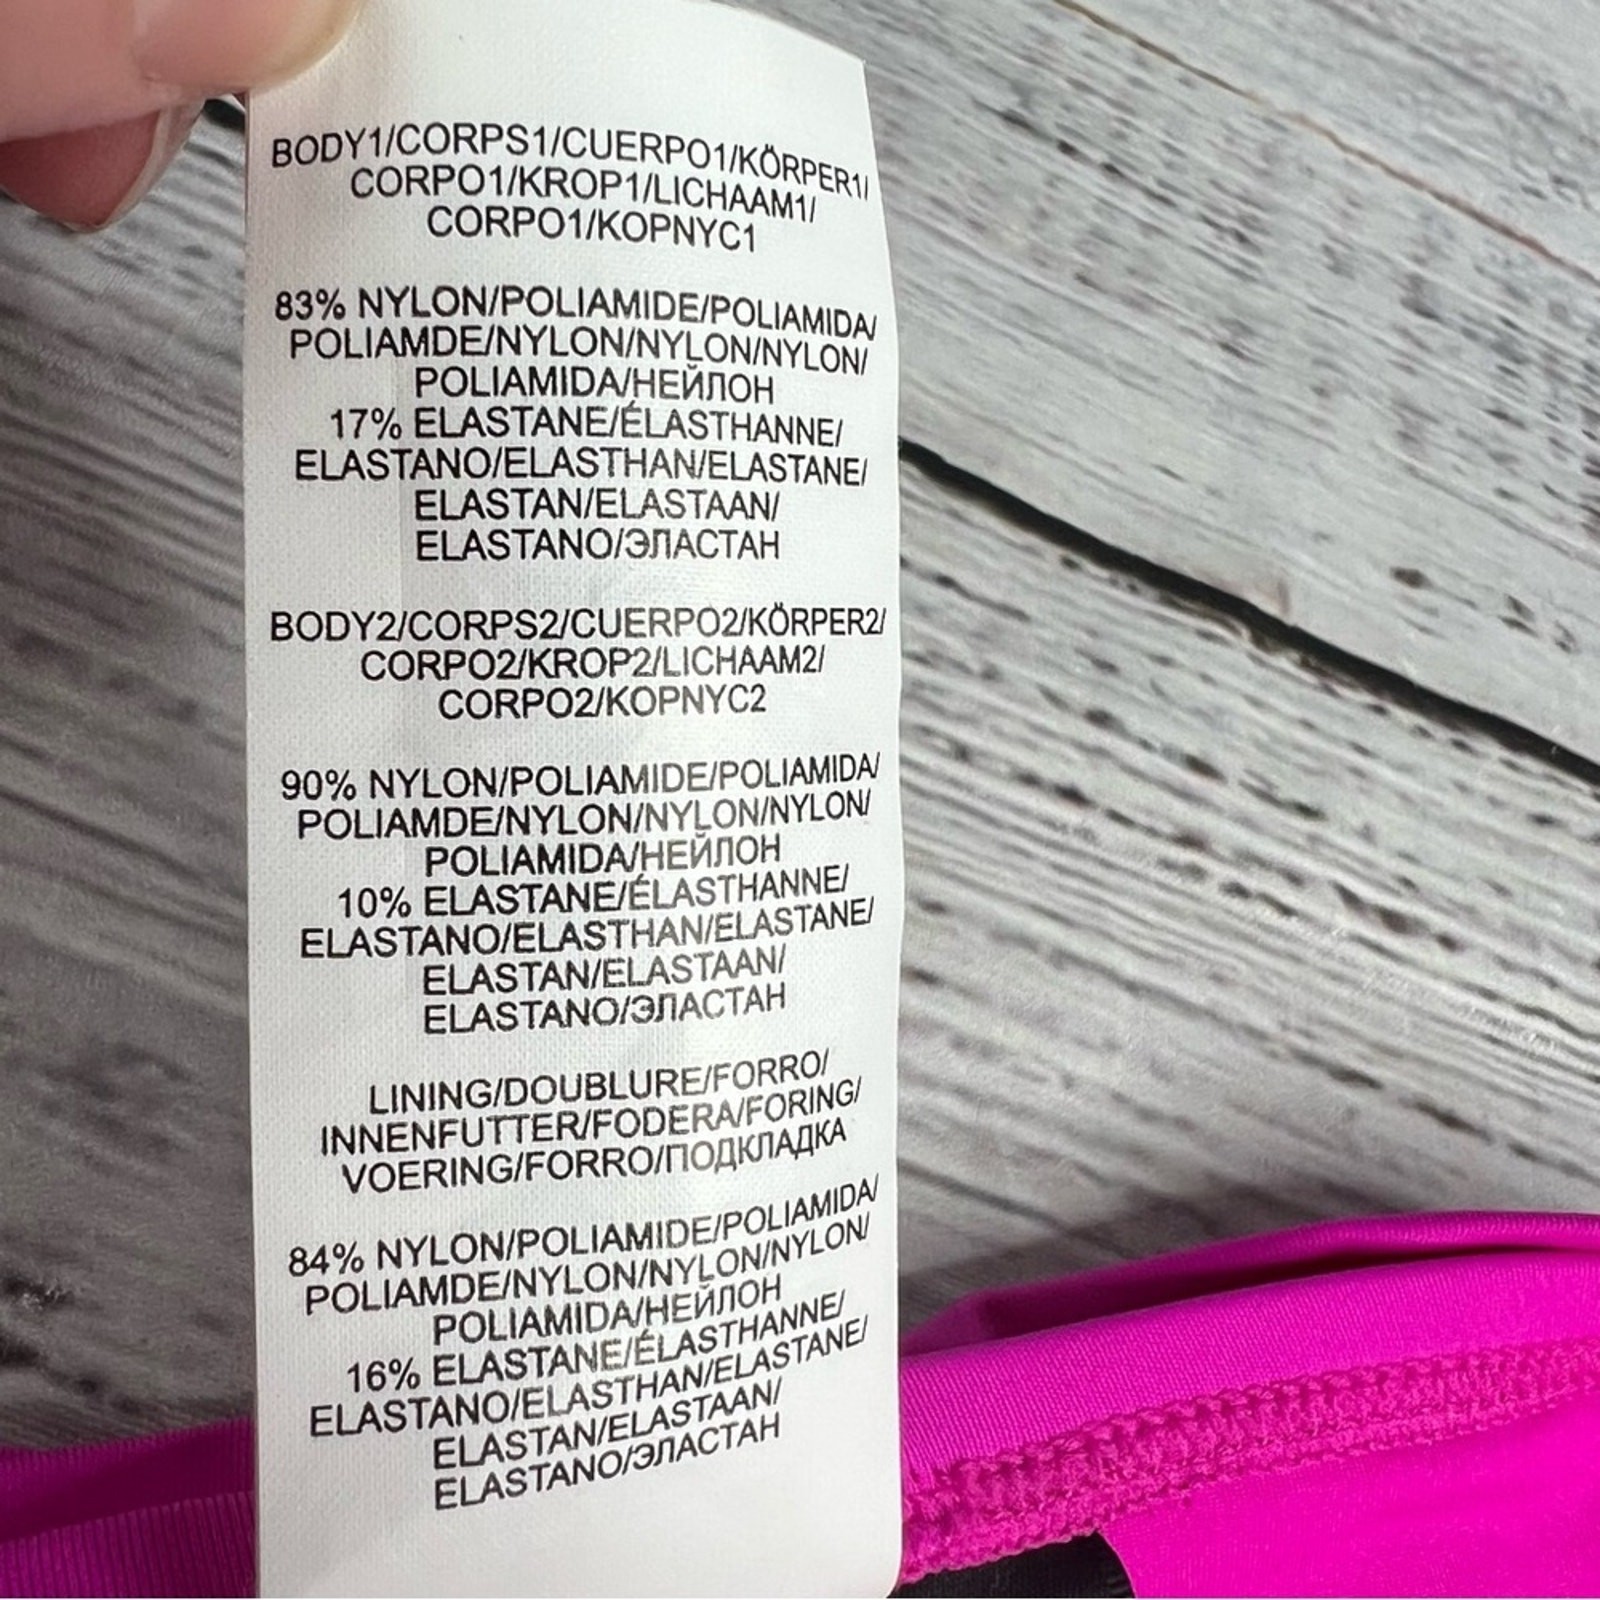 BODY1/CORPS1/CUERPO1/KÖRPER1/
CORPO1/KROP1/LICHAAM1/
CORPO1/KOPNYC1
83% NYLON/POLIAMIDE/POLIAMIDA/
POLIAMDE/NYLON/NYLON/NYLON/
POLIAMIDA/НЕЙЛОН
17% ELASTANE/ÉLASTHANNE/
ELASTANO/ELASTHAN/ELASTANE/
ELASTAN/ELASTAAN/
ELASTANO/ЭЛАСТАН
BODY2/CORPS2/CUERPO2/KÖRPER2/
CORPO2/KROP2/LICHAAM2/
CORPO2/KOPNYC2
90% NYLON/POLIAMIDE/POLIAMIDA/
POLIAMDE/NYLON/NYLON/NYLON/
POLIAMIDA/НЕЙЛОН
10% ELASTANE/ÉLASTHANNE/
ELASTANO/ELASTHAN/ELASTANE/
ELASTAN/ELASTAAN/
ELASTANO/ЭЛАСТАН
LINING/DOUBLURE/FORRO/
INNENFUTTER/FODERA/FORING/
VOERING/FORRO/ПОДКЛАДКА
84% NYLON/POLIAMIDE/POLIAMIDA/
POLIAMDE/NYLON/NYLON/NYLON/
POLIAMIDA/НЕЙЛОН
16% ELASTANE/ÉLASTHANNE/
ELASTANO/ELASTHAN/ELASTANE/
ELASTAN/ELASTAAN/
ELASTANO/ЭЛАСТАН